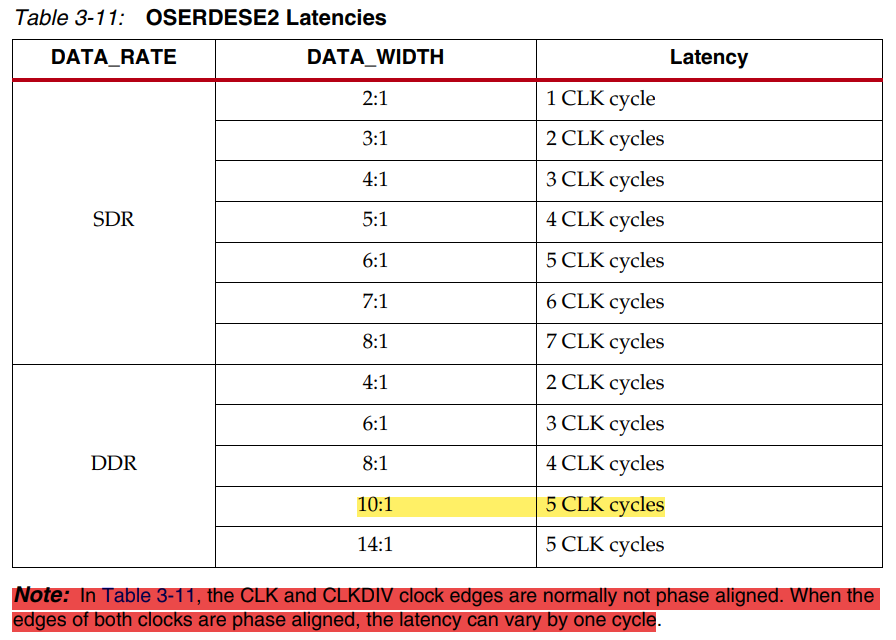 Table 3-11: OSERDESE2 Latencies
DATA_RATE DATA_WIDTH Latency
SDR
2:1 1 CLK cycle
3:1 2 CLK cycles
4:1 3 CLK cycles
5:1 4 CLK cycles
6:1 5 CLK cycles
7:1 6 CLK cycles
8:1 7 CLK cycles
DDR
4:1 2 CLK cycles
6:1 3 CLK cycles
8:1 4 CLK cycles
10:1 5 CLK cycles
14:1 5 CLK cycles
Note: In Table 3-11, the CLK and CLKDIV clock edges are normally not phase aligned. When the
edges of both clocks are phase aligned, the latency can vary by one cycle.